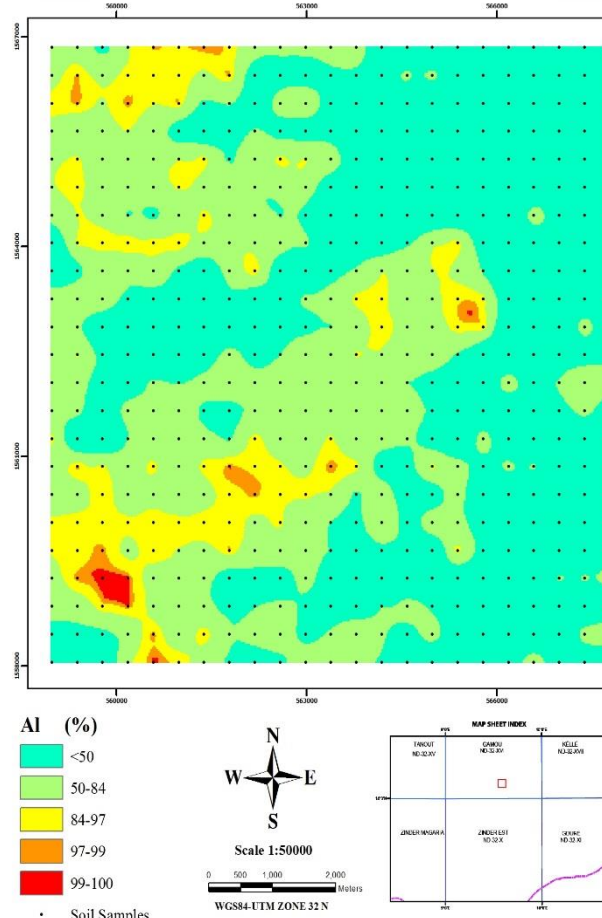 560000 563000 566000
1567000
1564000
1561000
1558000
560000 563000 566000
Al (%)
<50
50-84
84-97
97-99
99-100
Soil Samples
N
W E
S
Scale 1:50000
0 500 1,000 2,000
Meters
WGS84-UTM ZONE 32 N
MAP SHEET INDEX
TANOUT
ND-32-XV
GAMOU
ND-32-XVI
KÉLLÉ
ND-32-XVII
ZINDER MAGARIA
ZINDER EST
ND-32-X
GOURE
ND-32-XI